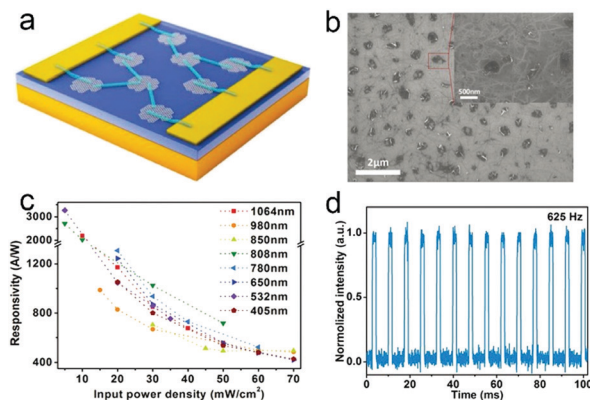 a
b
500nm
2μm
c
3000
2000
1200
800
400
Responsivity (A/W)
1064nm
980nm
850nm
808nm
780nm
650nm
532nm
405nm
10 20 30 40 50 60 70
Input power density (mW/cm²)
d
625 Hz
1.0
0.5
0.0
Normolized intensity (a.u.)
0 20 40 60 80 100
Time (ms)